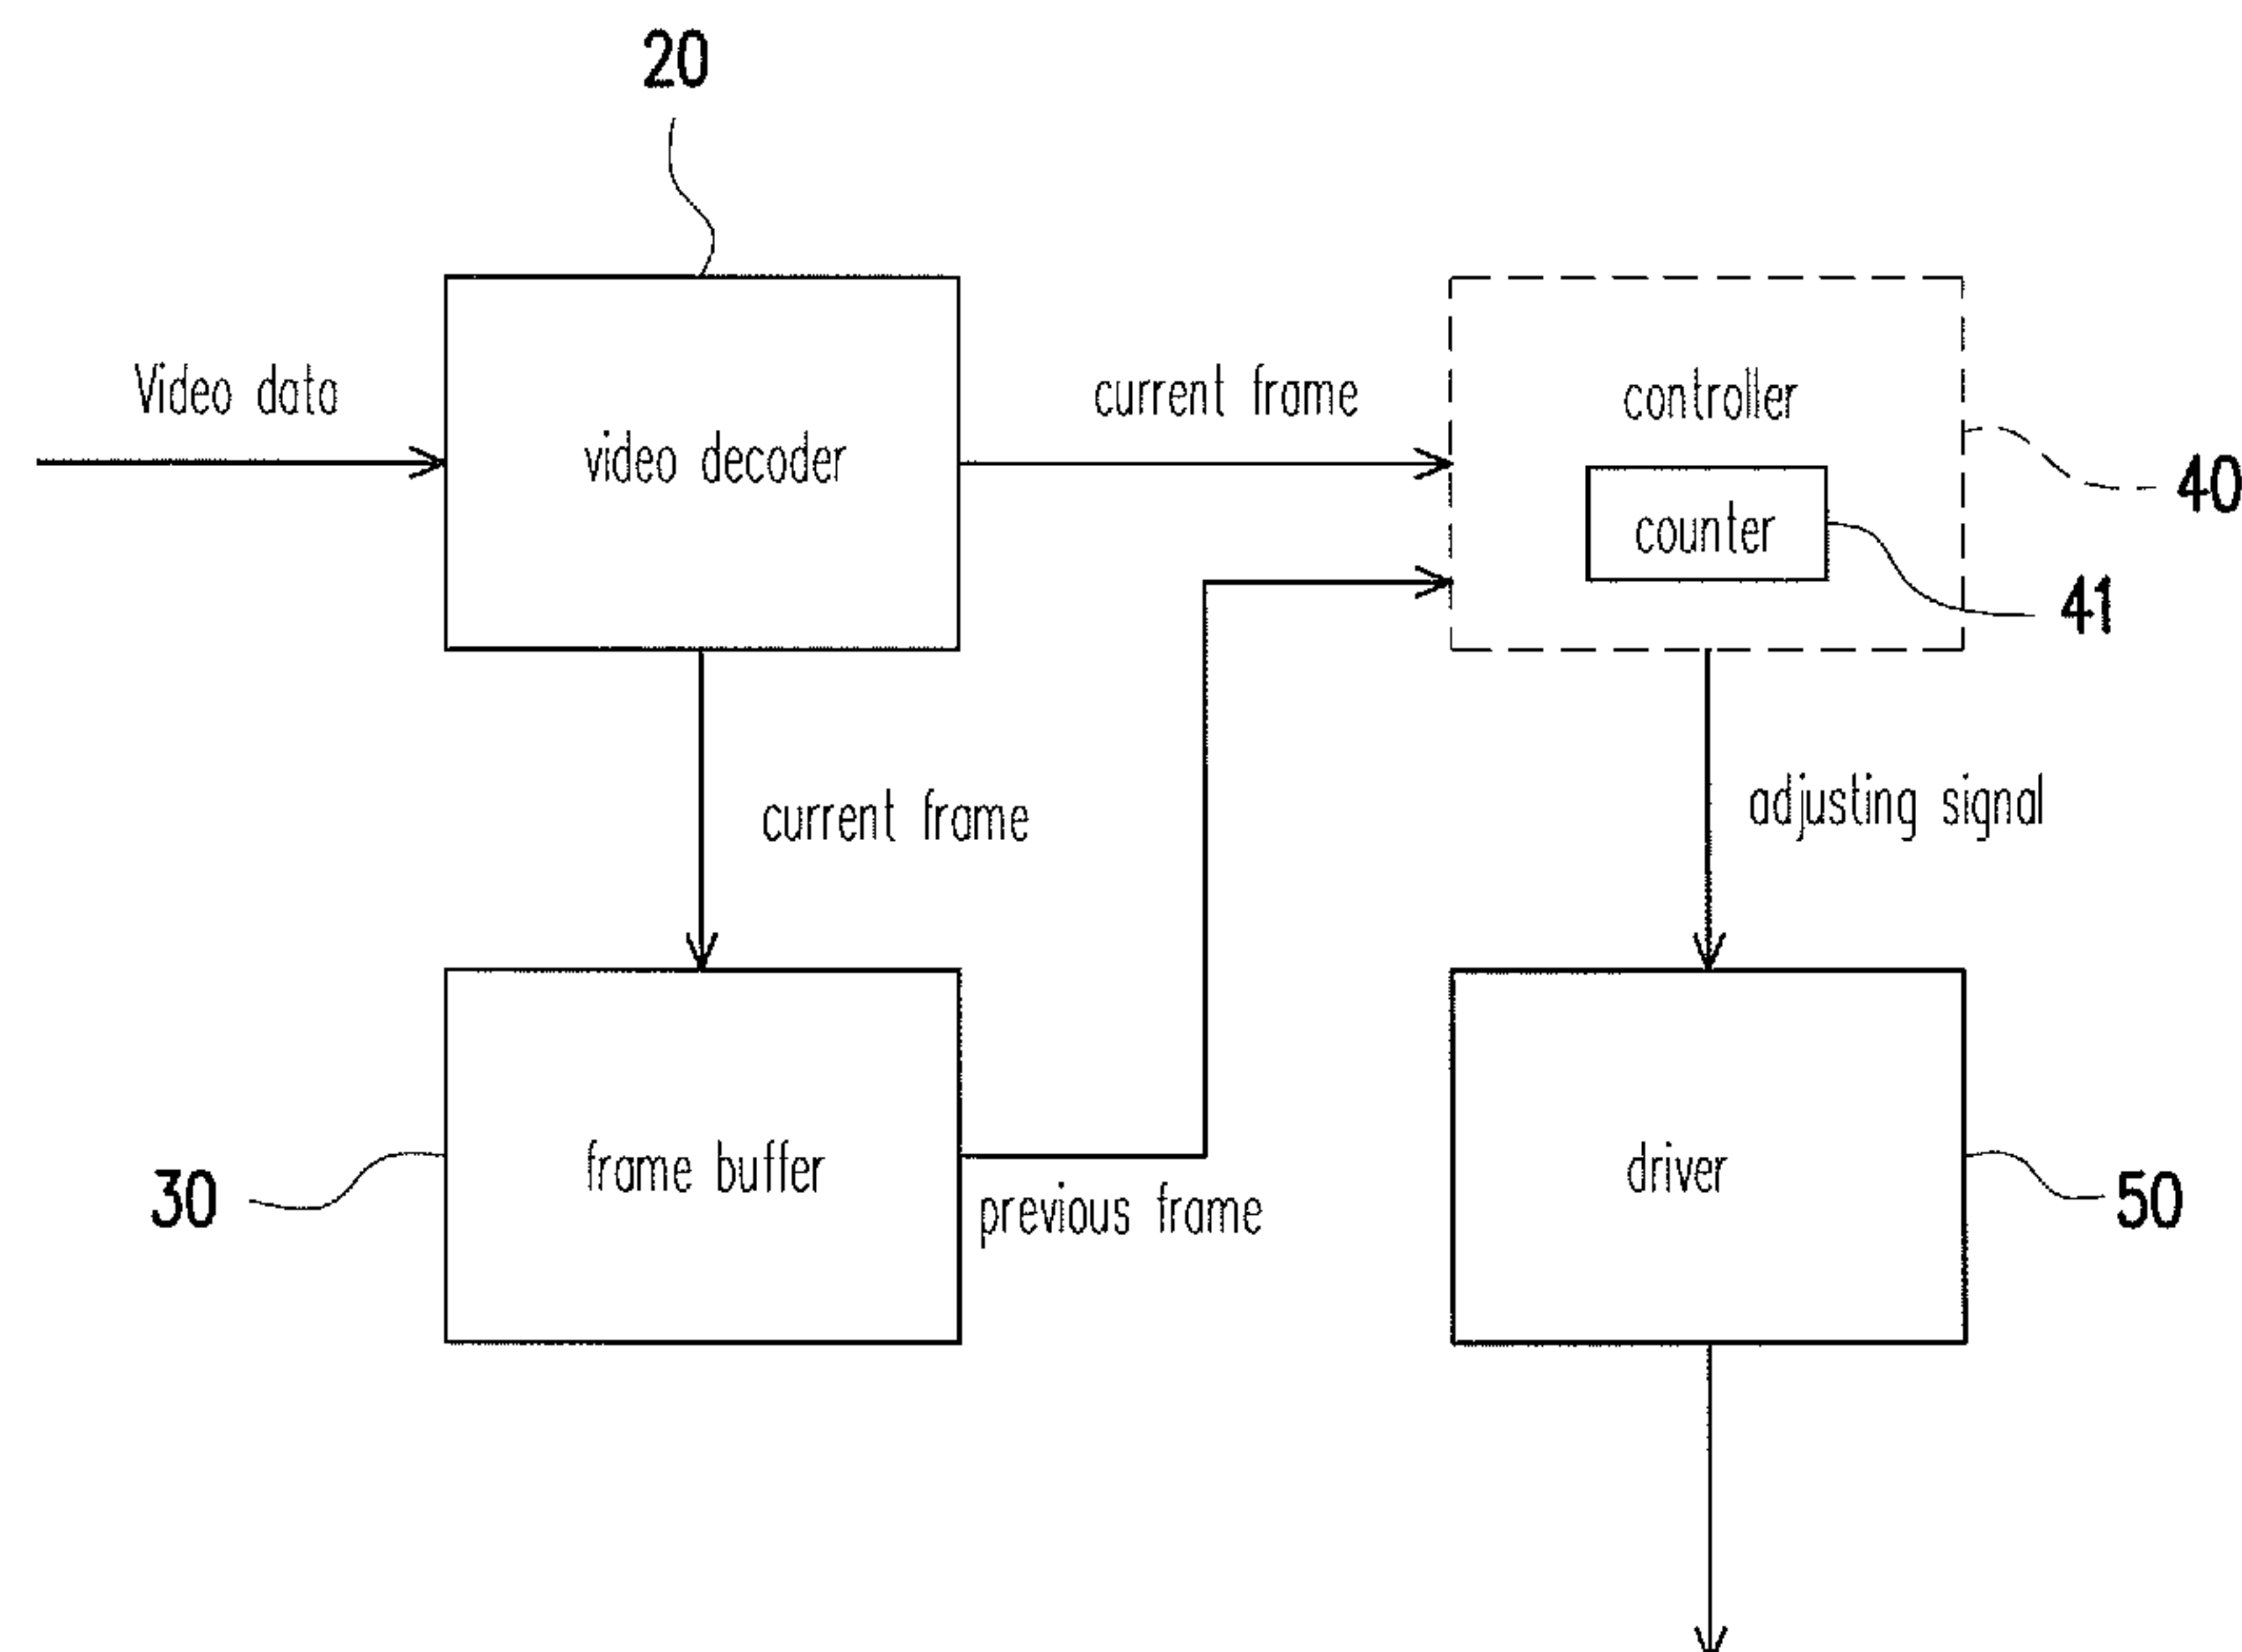 20
Video data
video decoder
current frame
controller
counter
40
41
current frame
adjusting signal
frame buffer
30
previous frame
driver
50